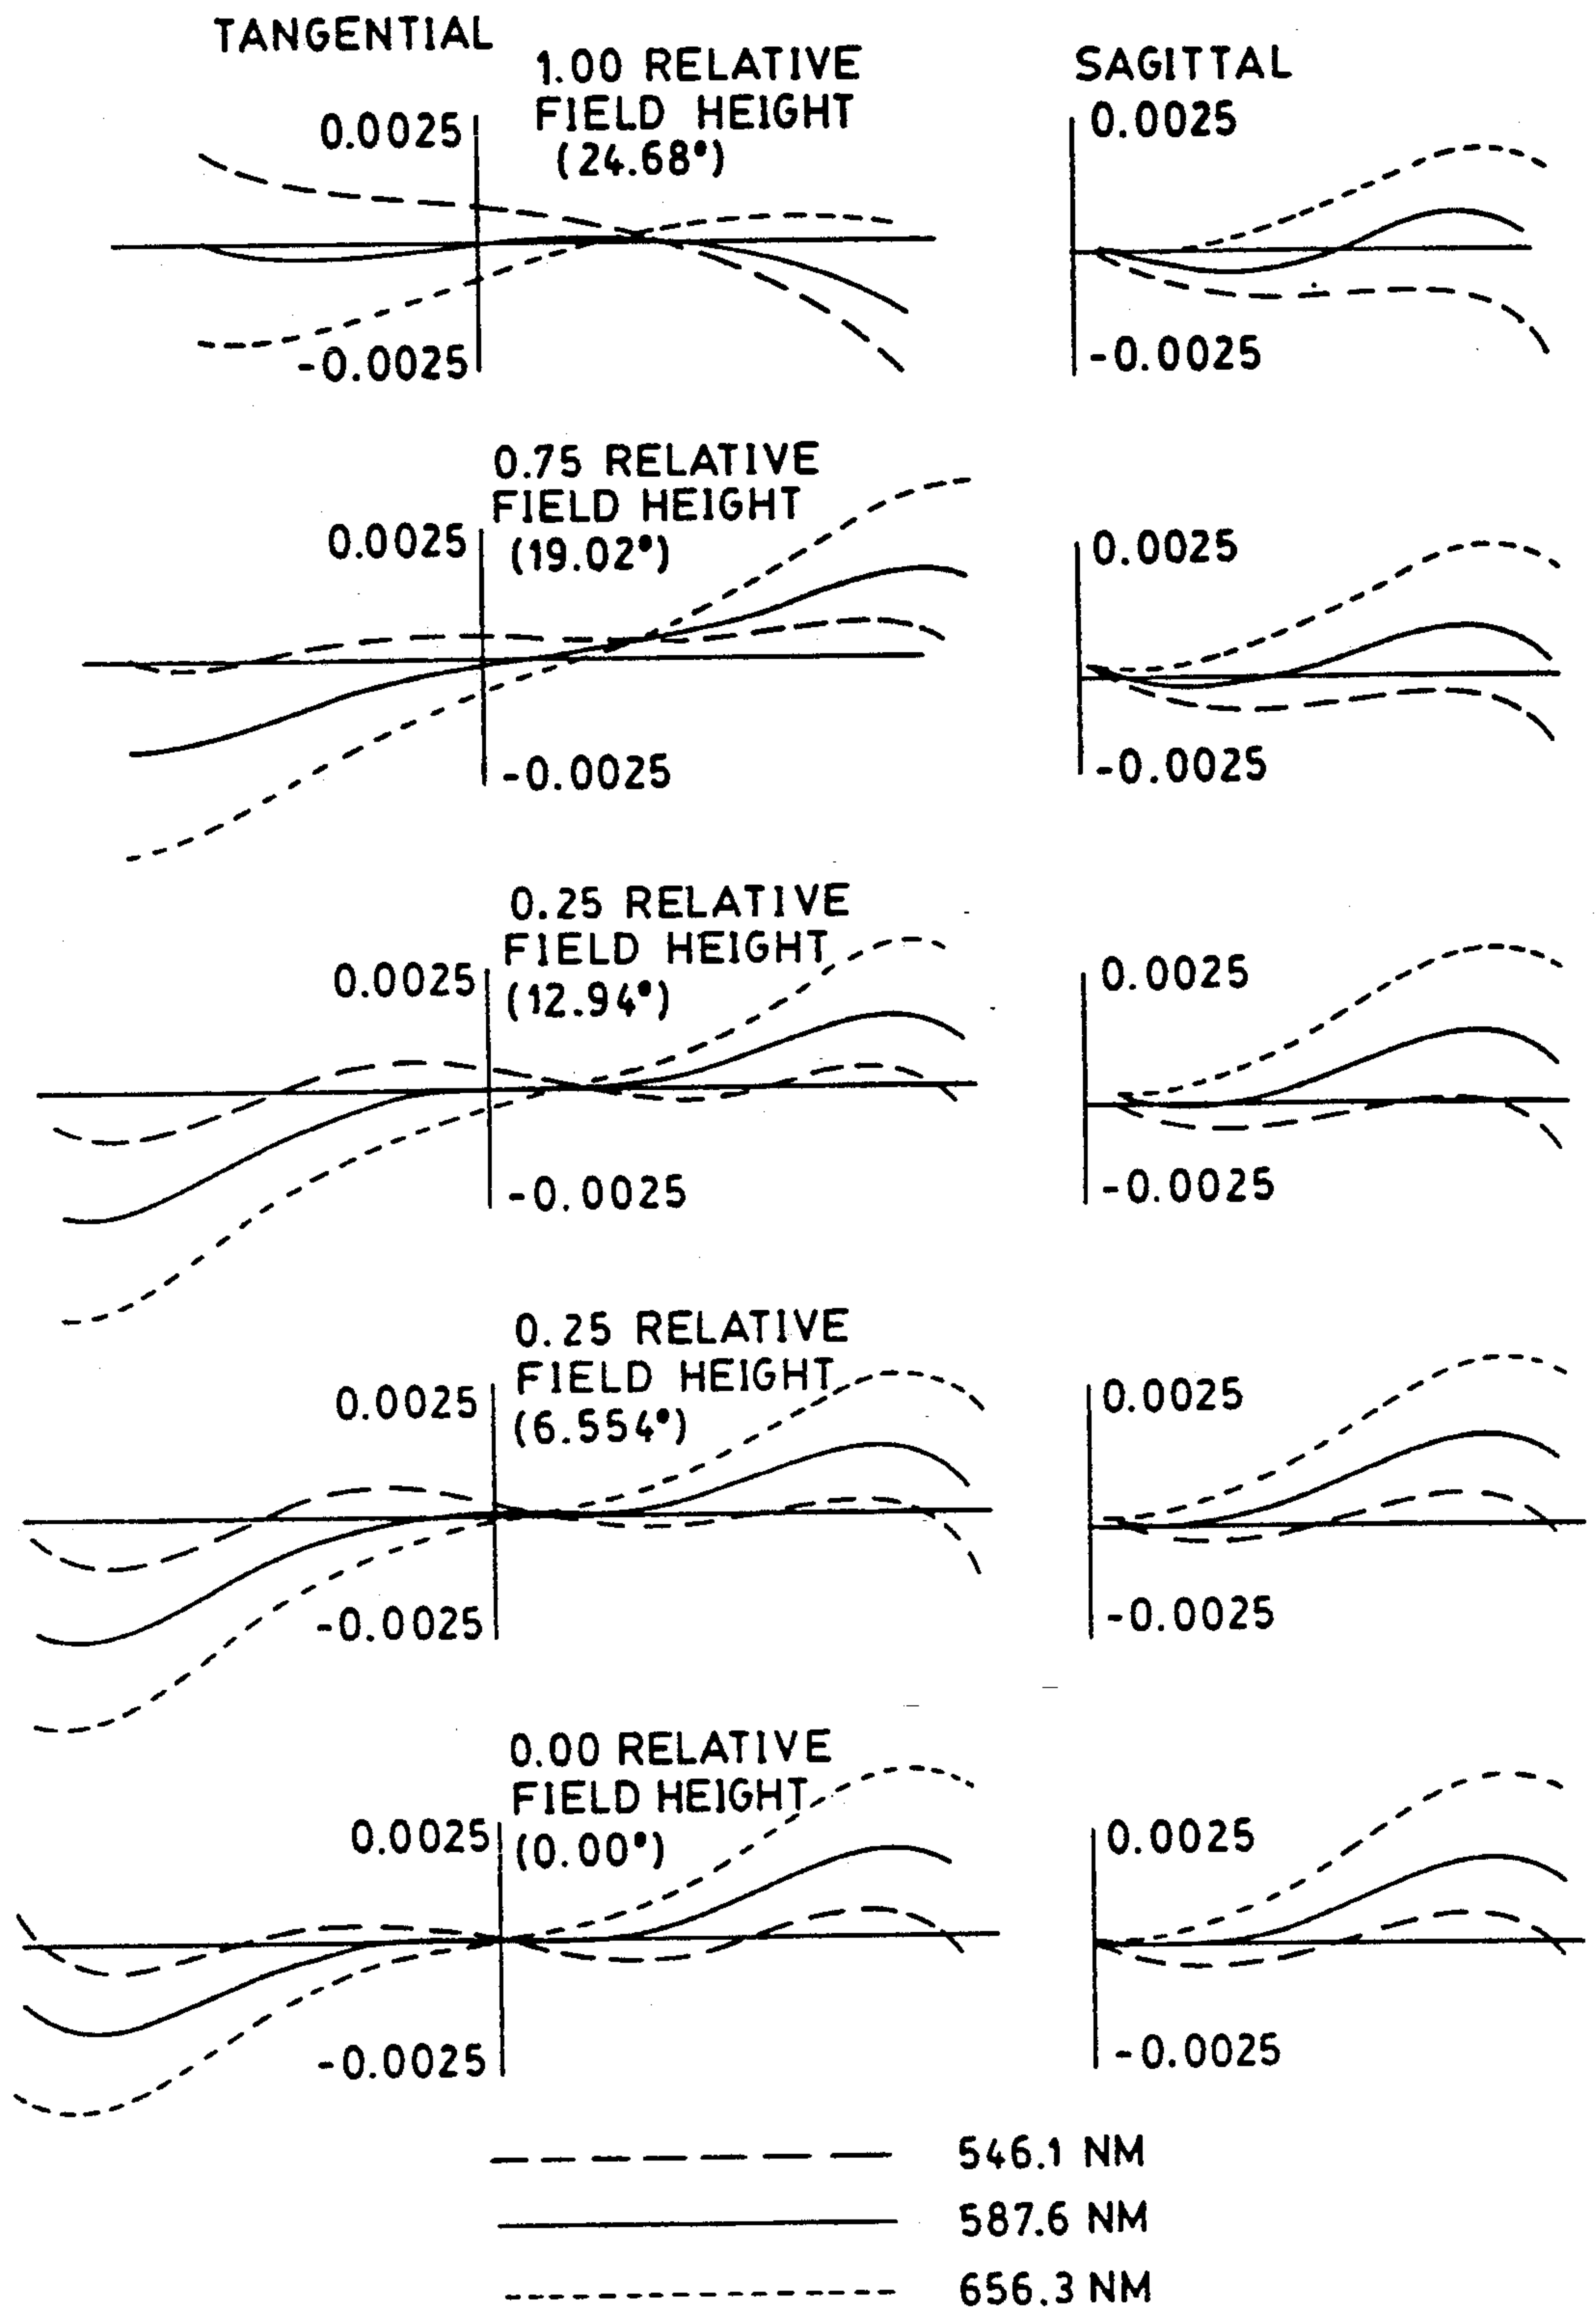 TANGENTIAL
1.00 RELATIVE
FIELD HEIGHT
(24.68°)
SAGITTAL
0.0025
-0.0025
0.0025
-0.0025
0.75 RELATIVE
FIELD HEIGHT
(19.02°)
0.0025
-0.0025
0.0025
-0.0025
0.25 RELATIVE
FIELD HEIGHT
(12.94°)
0.0025
-0.0025
0.0025
-0.0025
0.25 RELATIVE
FIELD HEIGHT
(6.554°)
0.0025
-0.0025
0.0025
-0.0025
0.00 RELATIVE
FIELD HEIGHT
(0.00°)
0.0025
-0.0025
0.0025
-0.0025
546.1 NM
587.6 NM
656.3 NM